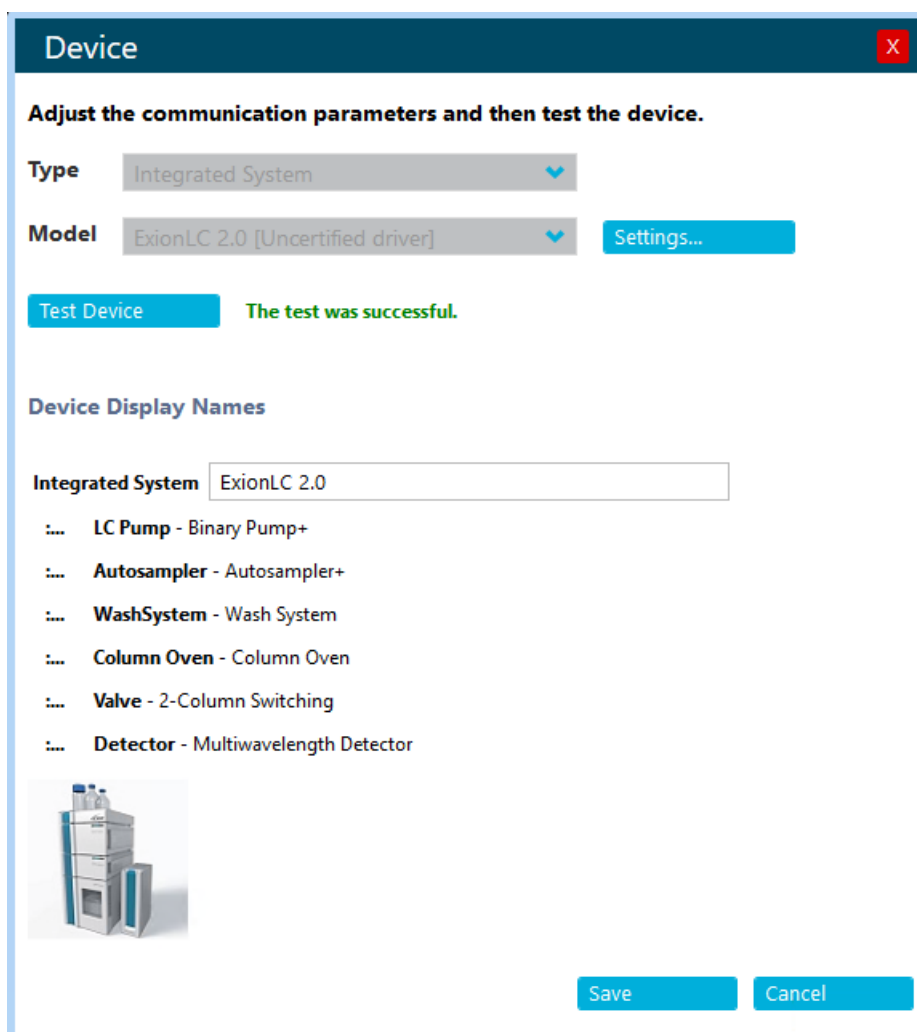 Device
X
Adjust the communication parameters and then test the device.
Type
Integrated System
Model
ExionLC 2.0 [Uncertified driver]
Settings...
Test Device
The test was successful.
Device Display Names
Integrated System
ExionLC 2.0
:... LC Pump - Binary Pump+
:... Autosampler - Autosampler+
:... WashSystem - Wash System
:... Column Oven - Column Oven
:... Valve - 2-Column Switching
:... Detector - Multiwavelength Detector
Save
Cancel